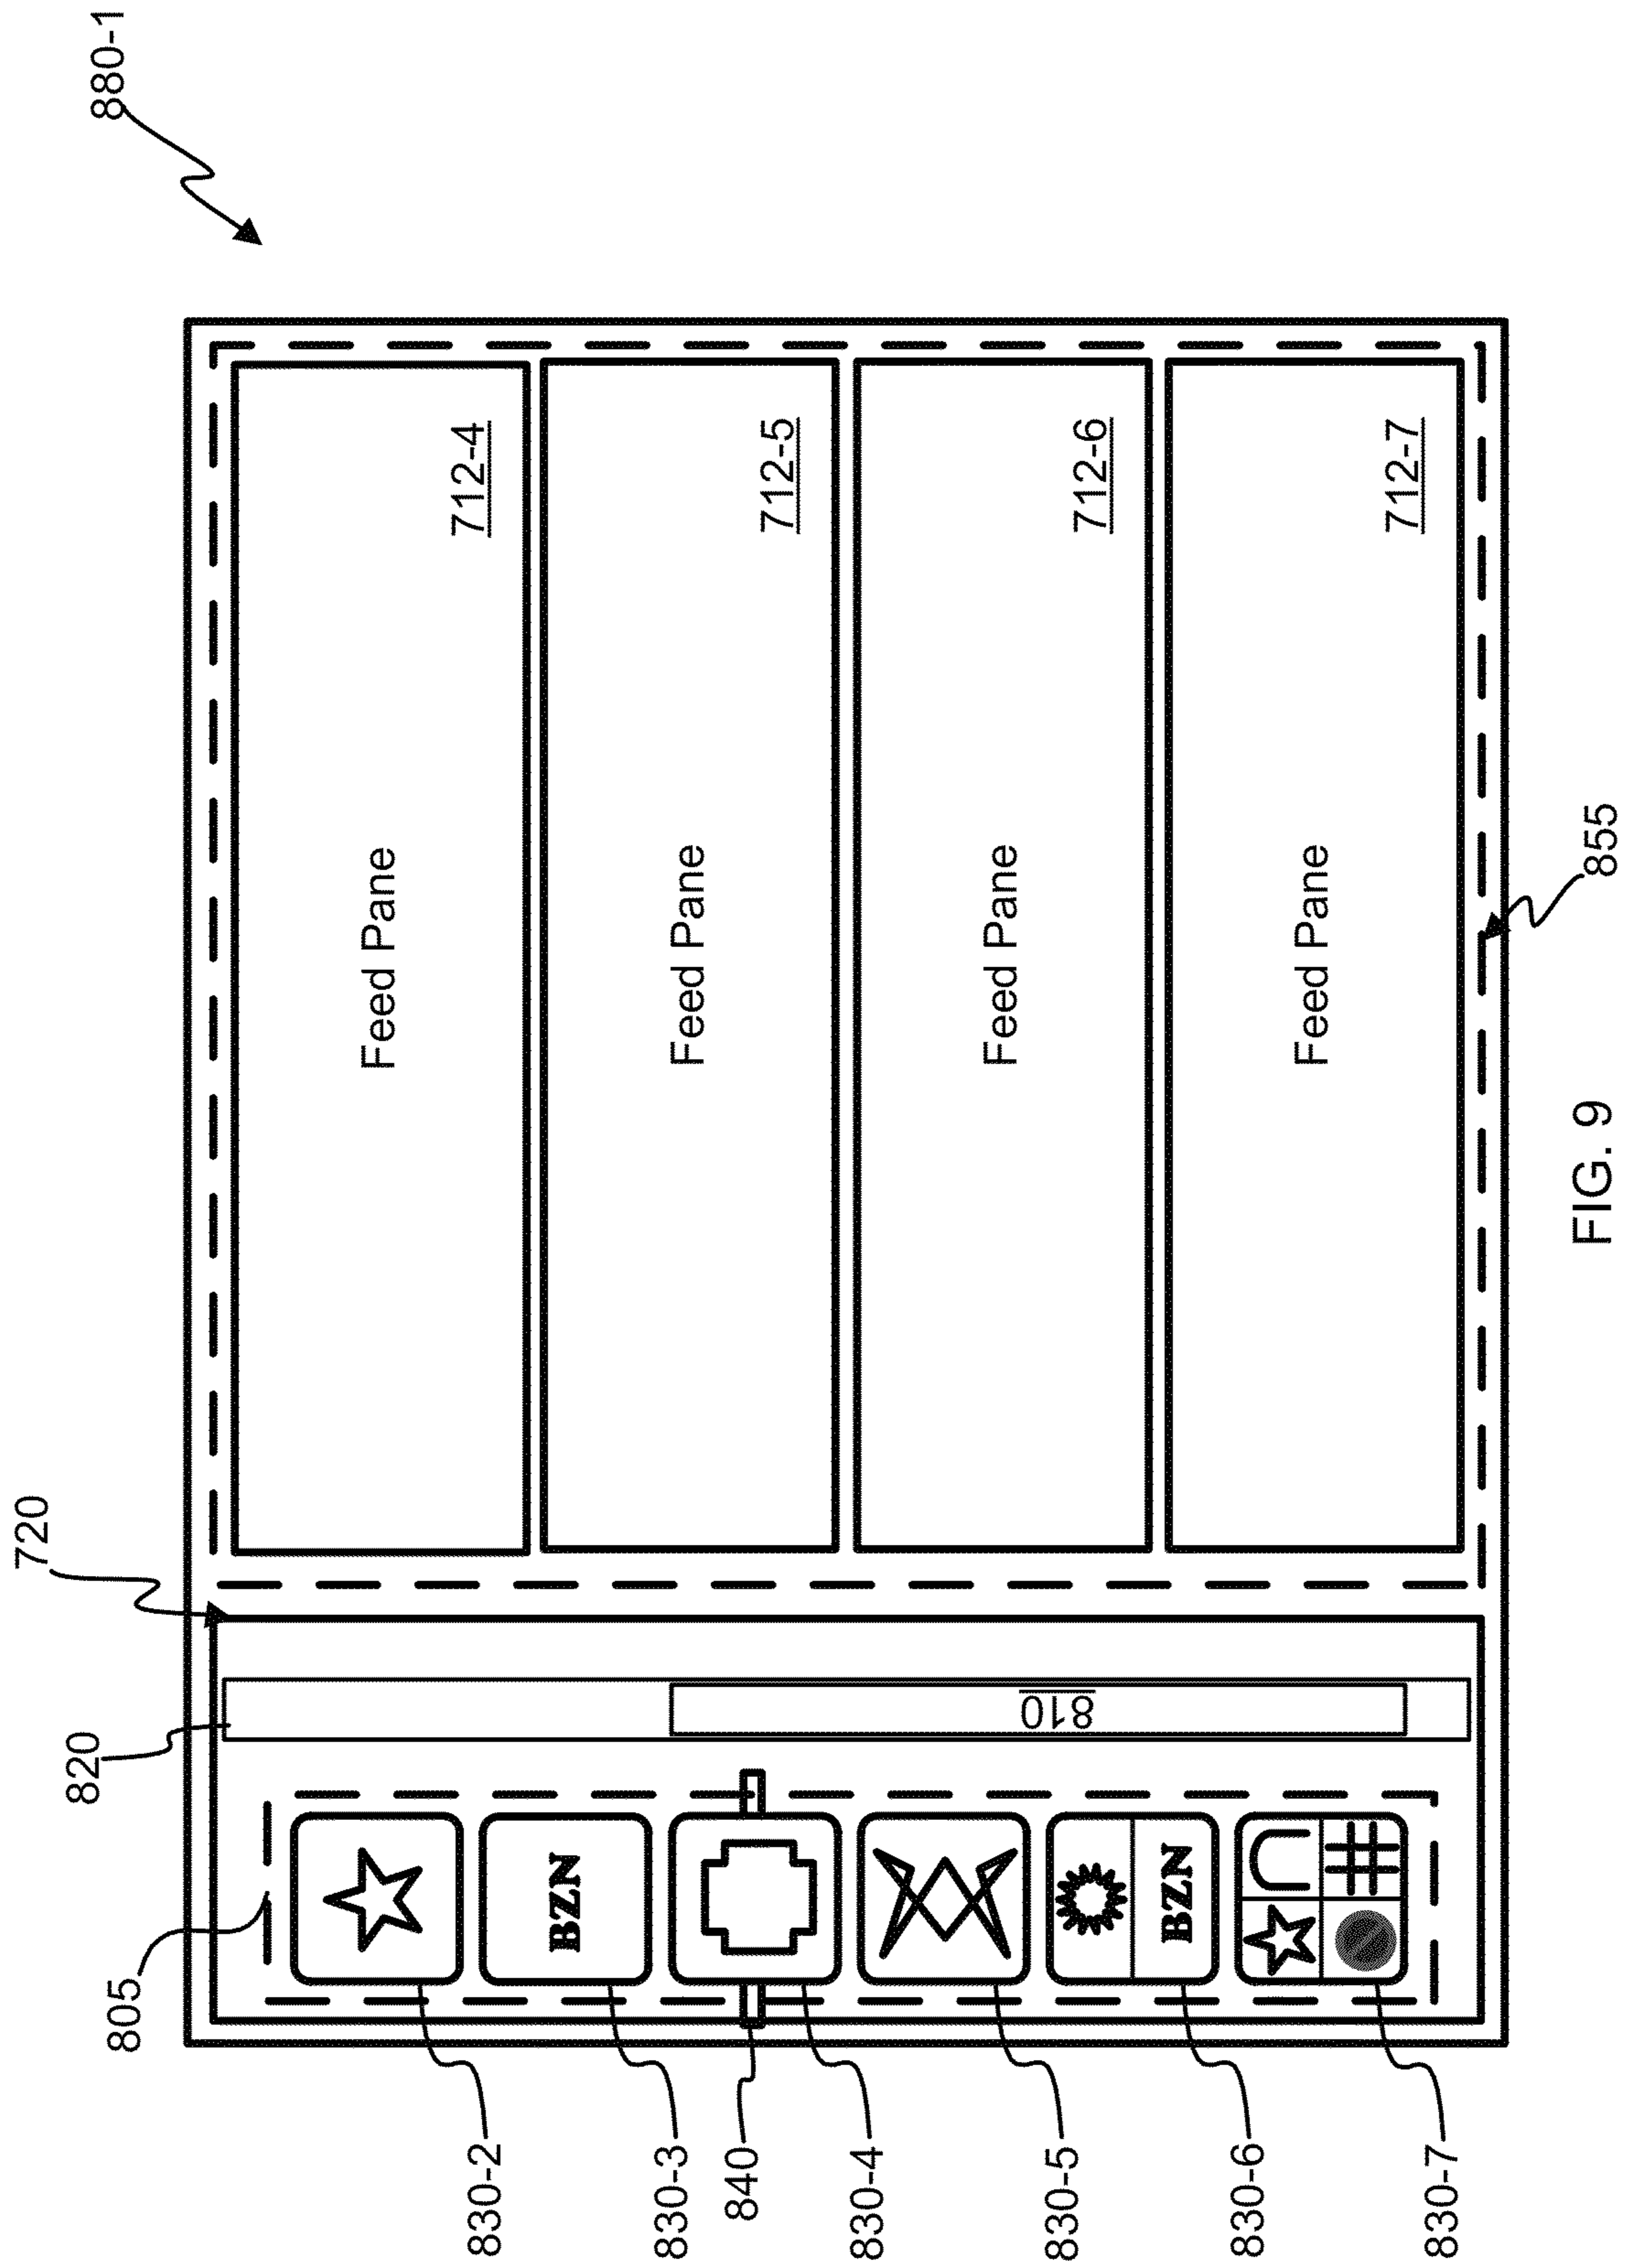 720
820
880-1
805
Feed Pane
712-4
830-2
BZN
830-3
Feed Pane
840
712-5
830-4
Feed Pane
830-5
810
712-6
BZN
830-6
Feed Pane
712-7
830-7
FIG. 9
855